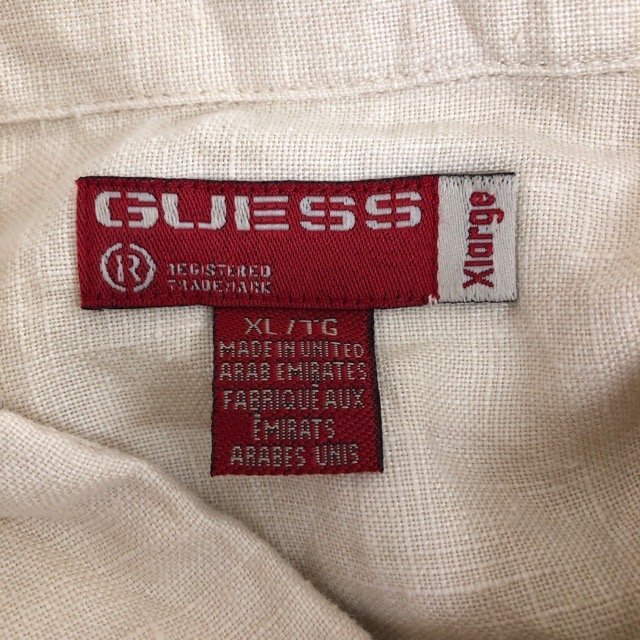 GUESS
R REGISTERED
TRADEMARK
Xlarge
XL/TG
MADE IN UNITED
ARAB EMIRATES
FABRIQUÉ AUX
ÉMIRATS
ARABES UNIS